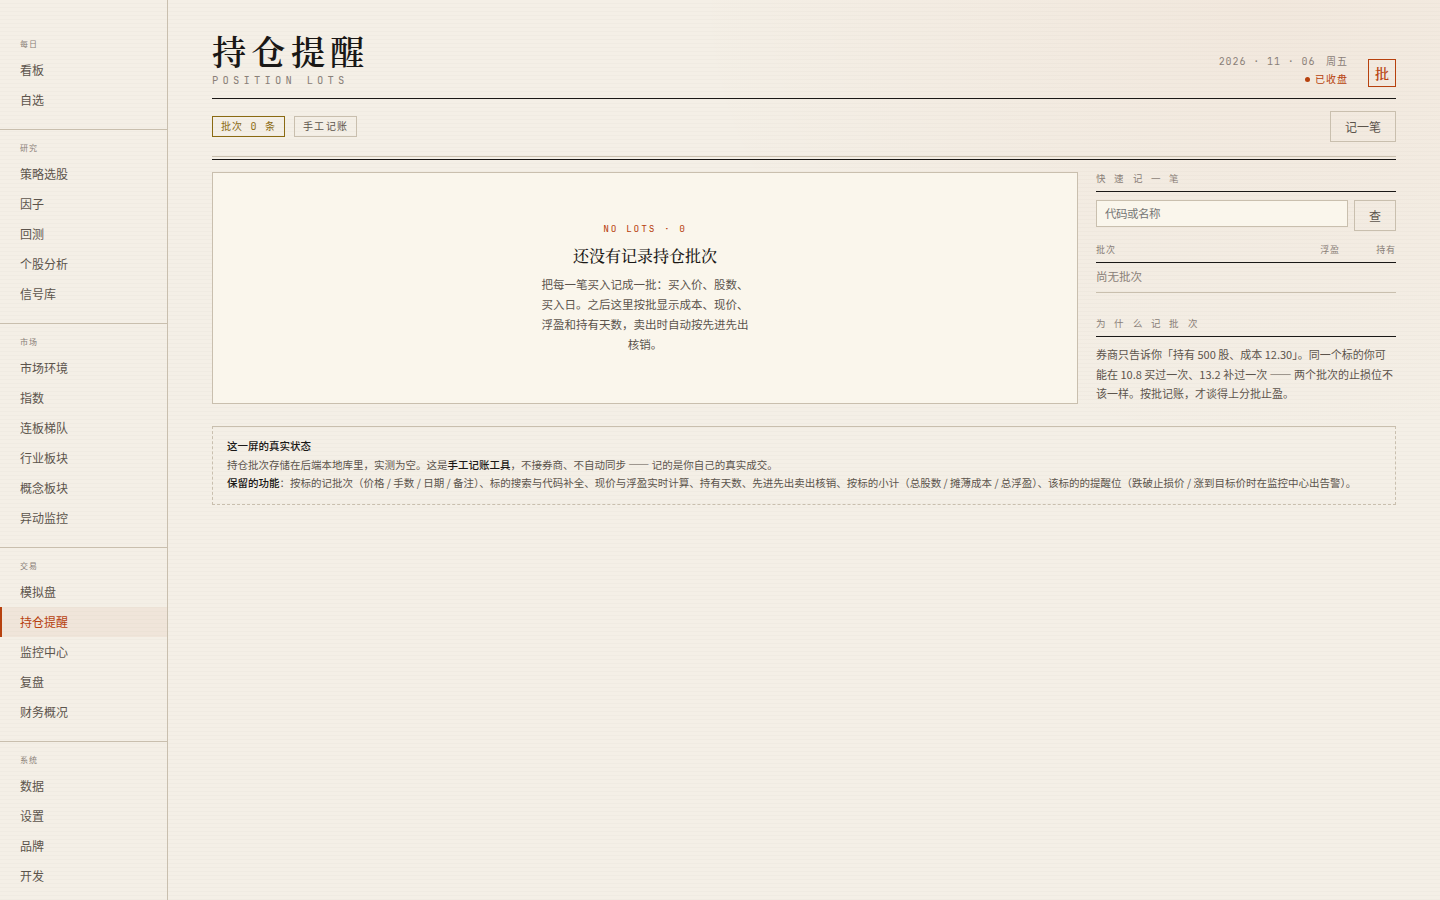 每日
看板
自选
研究
策略选股
因子
回测
个股分析
信号库
市场
市场环境
指数
连板梯队
行业板块
概念板块
异动监控
交易
模拟盘
持仓提醒
监控中心
复盘
财务概况
系统
数据
设置
品牌
开发
持仓提醒
POSITION LOTS
2026 · 11 · 06 周五
已收盘
批
批次 0 条
手工记账
记一笔
NO LOTS · 0
还没有记录持仓批次
把每一笔买入记成一批：买入价、股数、
买入日。之后这里按批显示成本、现价、
浮盈和持有天数，卖出时自动按先进先出
核销。
快速记一笔
代码或名称
查
批次 浮盈 持有
尚无批次
为什么记批次
券商只告诉你「持有 500 股、成本 12.30」。同一个标的你可
能在 10.8 买过一次、13.2 补过一次 —— 两个批次的止损位不
该一样。按批记账，才谈得上分批止盈。
这一屏的真实状态
持仓批次存储在后端本地库里，实测为空。这是手工记账工具，不接券商、不自动同步 —— 记的是你自己的真实成交。
保留的功能：按标的记批次（价格 / 手数 / 日期 / 备注）、标的搜索与代码补全、现价与浮盈实时计算、持有天数、先进先出卖出核销、按标的小计（总股数 / 摊薄成本 / 总浮盈）、该标的的提醒位（跌破止损价 / 涨到目标价时在监控中心出告警）。